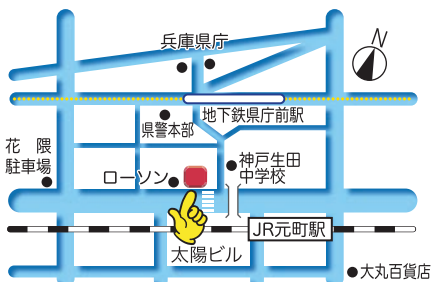 兵庫県庁
N
地下鉄県庁前駅
県警本部
花隈
駐車場
神戸生田
中学校
ローソン
JR元町駅
太陽ビル
大丸百貨店